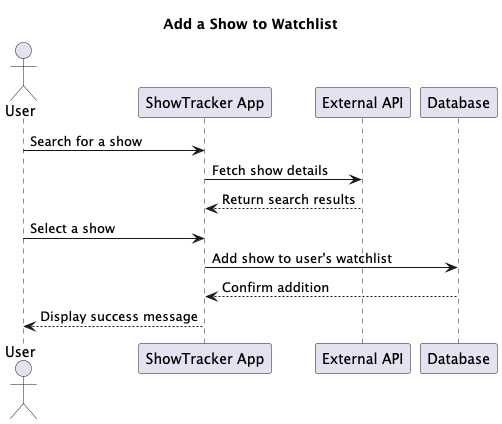 Add a Show to Watchlist
User
ShowTracker App
External API
Database
Search for a show
Fetch show details
Return search results
Select a show
Add show to user's watchlist
Confirm addition
Display success message
User
ShowTracker App
External API
Database